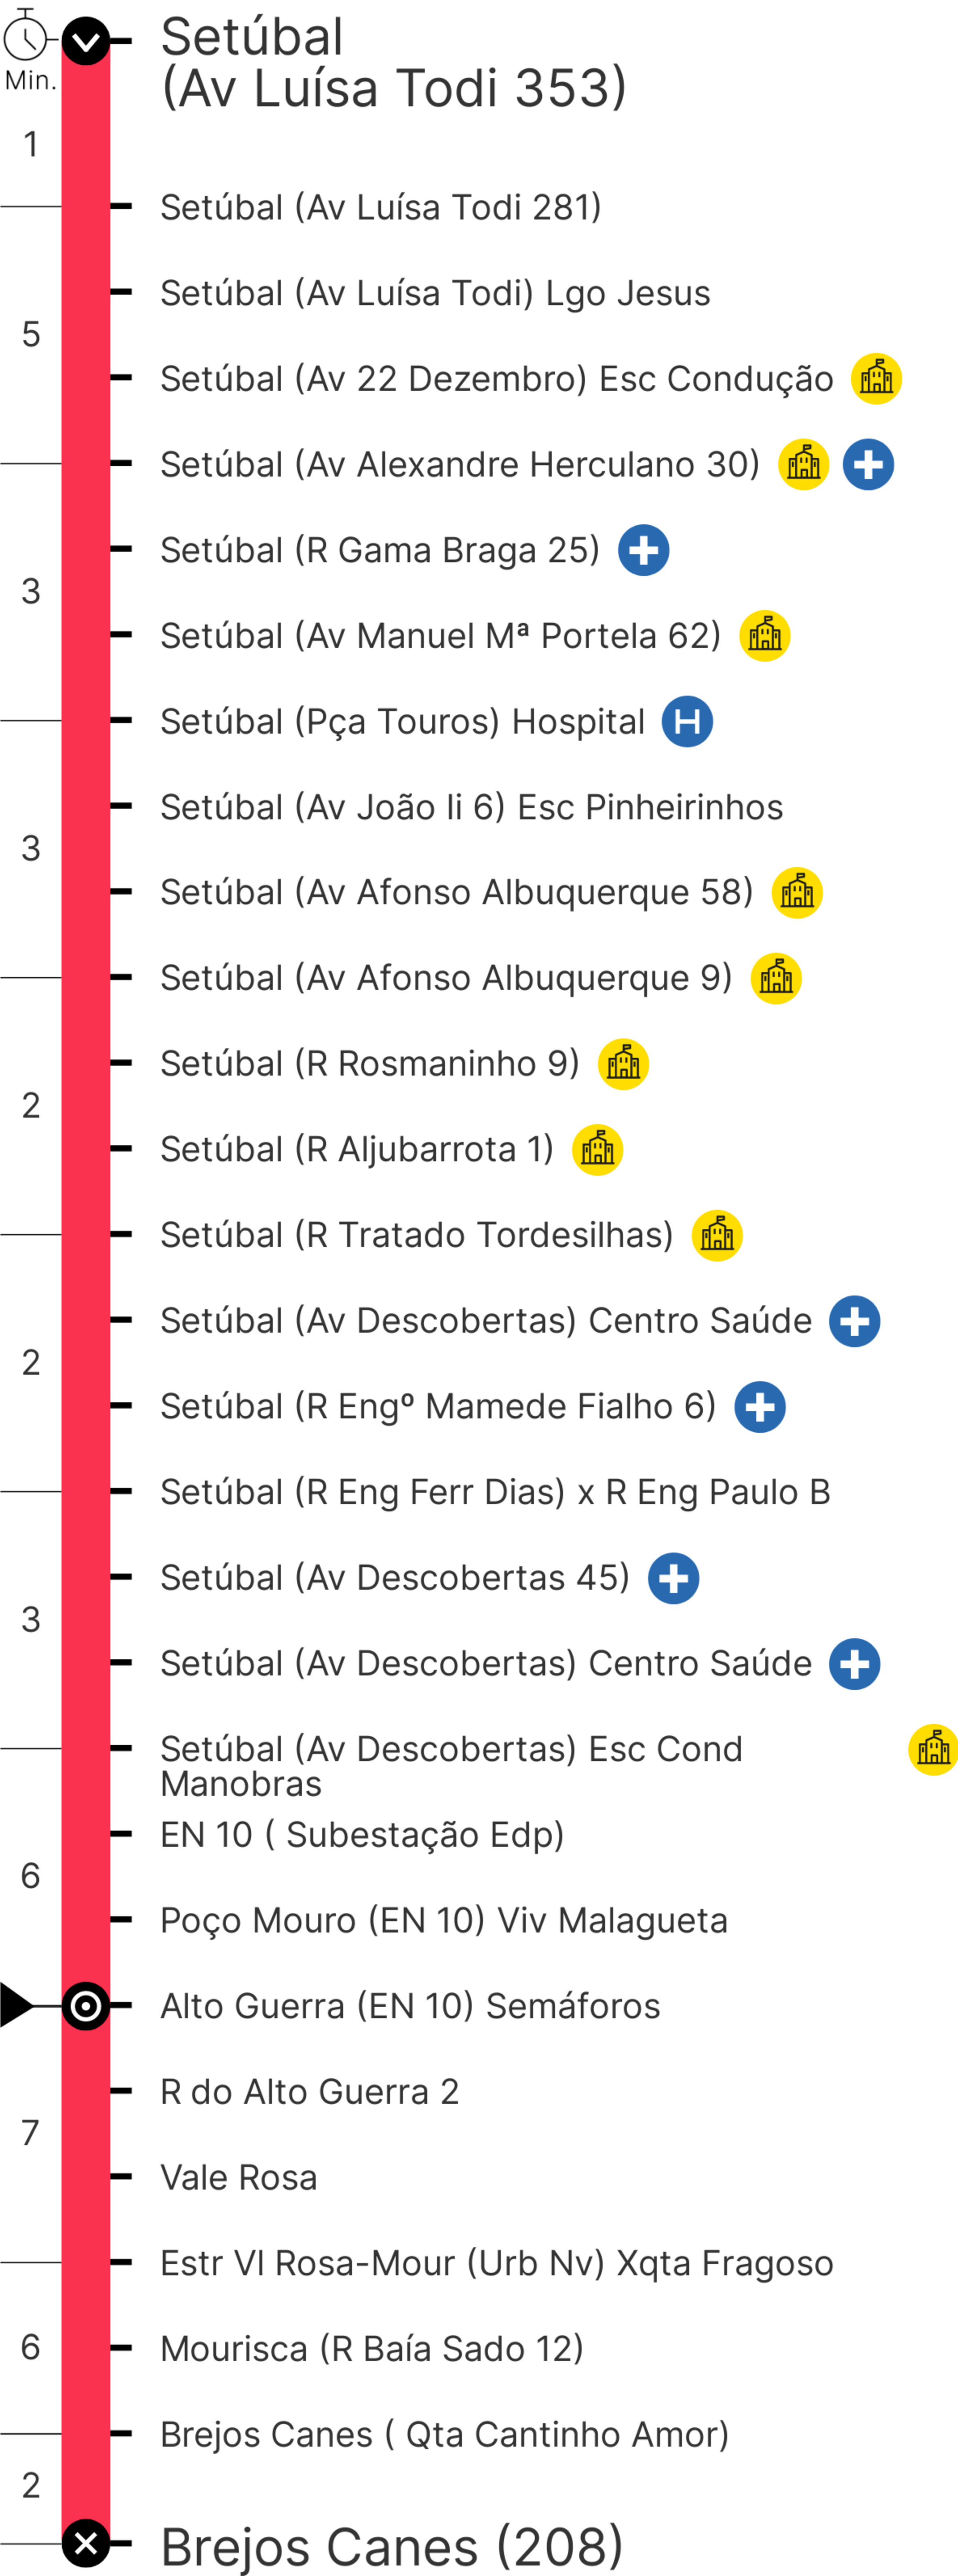 Setúbal
(Av Luísa Todi 353)
Min.
1
Setúbal (Av Luísa Todi 281)
Setúbal (Av Luísa Todi) Lgo Jesus
5
Setúbal (Av 22 Dezembro) Esc Condução
Setúbal (Av Alexandre Herculano 30)
Setúbal (R Gama Braga 25)
3
Setúbal (Av Manuel Mª Portela 62)
Setúbal (Pça Touros) Hospital H
Setúbal (Av João Ii 6) Esc Pinheirinhos
3
Setúbal (Av Afonso Albuquerque 58)
Setúbal (Av Afonso Albuquerque 9)
Setúbal (R Rosmaninho 9)
2
Setúbal (R Aljubarrota 1)
Setúbal (R Tratado Tordesilhas)
Setúbal (Av Descobertas) Centro Saúde
2
Setúbal (R Engº Mamede Fialho 6)
Setúbal (R Eng Ferr Dias) x R Eng Paulo B
Setúbal (Av Descobertas 45)
3
Setúbal (Av Descobertas) Centro Saúde
Setúbal (Av Descobertas) Esc Cond
Manobras
EN 10 ( Subestação Edp)
6
Poço Mouro (EN 10) Viv Malagueta
Alto Guerra (EN 10) Semáforos
R do Alto Guerra 2
7
Vale Rosa
Estr Vl Rosa-Mour (Urb Nv) Xqta Fragoso
6
Mourisca (R Baía Sado 12)
Brejos Canes ( Qta Cantinho Amor)
2
Brejos Canes (208)